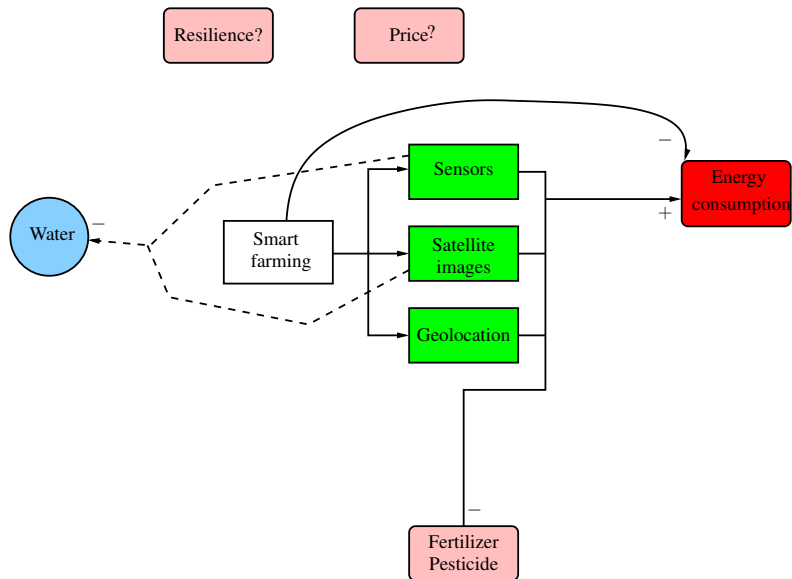 Resilience?
Price?
−
Sensors
Energy
consumption
+
−
Water
Smart
farming
Satellite
images
Geolocation
−
Fertilizer
Pesticide